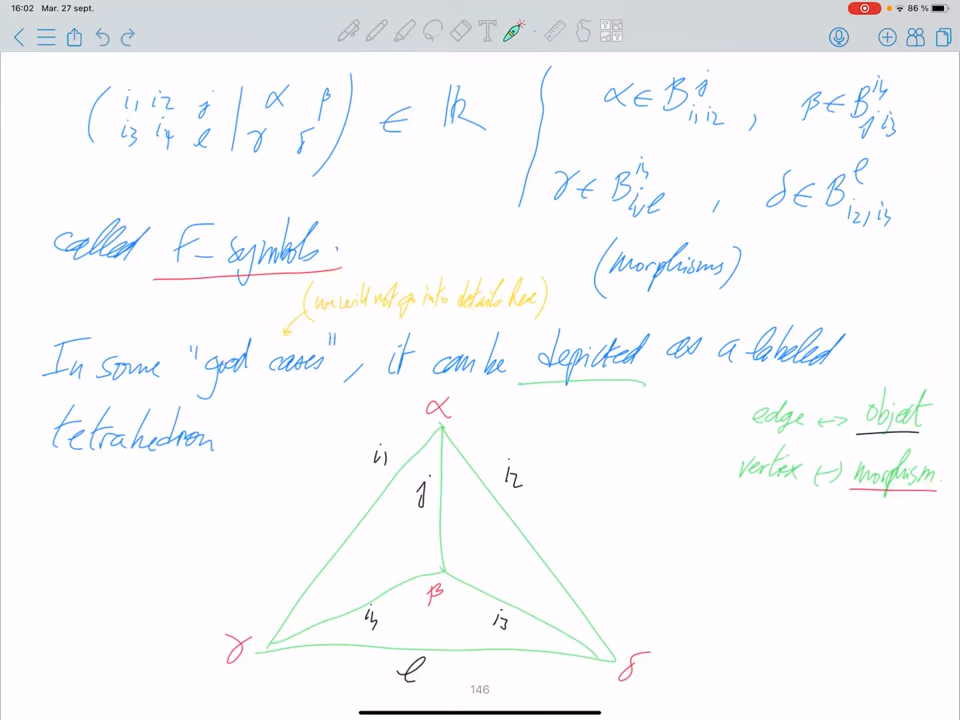 16:02 Mar. 27 sept. 86 %
( i1 i2 j | α β
i3 i4 l | γ δ ) ∈ 𝕜
{ α ∈ B^j_{i1 i2} , β ∈ B^{i4}_{j i3}
γ ∈ B^{i4}_{i1 l} , δ ∈ B^l_{i2, i3}
called F-symbols.
(morphisms)
(we will not go into details here)
In some "good cases", it can be depicted as a labeled
tetrahedron
edge ↔ object
vertex ↔ morphism.
α
i1
i2
j
β
i4
i3
γ
l
δ
146